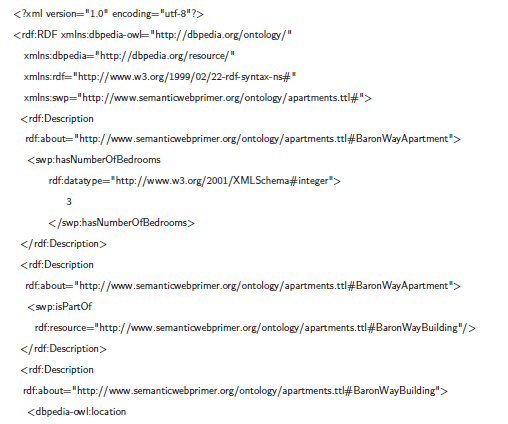 <?xml version="1.0" encoding="utf-8"?>
<rdf:RDF xmlns:dbpedia-owl="http://dbpedia.org/ontology/"
xmlns:dbpedia="http://dbpedia.org/resource/"
xmlns:rdf="http://www.w3.org/1999/02/22-rdf-syntax-ns#"
xmlns:swp="http://www.semanticwebprimer.org/ontology/apartments.ttl#">
<rdf:Description
rdf:about="http://www.semanticwebprimer.org/ontology/apartments.ttl#BaronWayApartment">
<swp:hasNumberOfBedrooms
rdf:datatype="http://www.w3.org/2001/XMLSchema#integer">
3
</swp:hasNumberOfBedrooms>
</rdf:Description>
<rdf:Description
rdf:about="http://www.semanticwebprimer.org/ontology/apartments.ttl#BaronWayApartment">
<swp:isPartOf
rdf:resource="http://www.semanticwebprimer.org/ontology/apartments.ttl#BaronWayBuilding"/>
</rdf:Description>
<rdf:Description
rdf:about="http://www.semanticwebprimer.org/ontology/apartments.ttl#BaronWayBuilding">
<dbpedia-owl:location